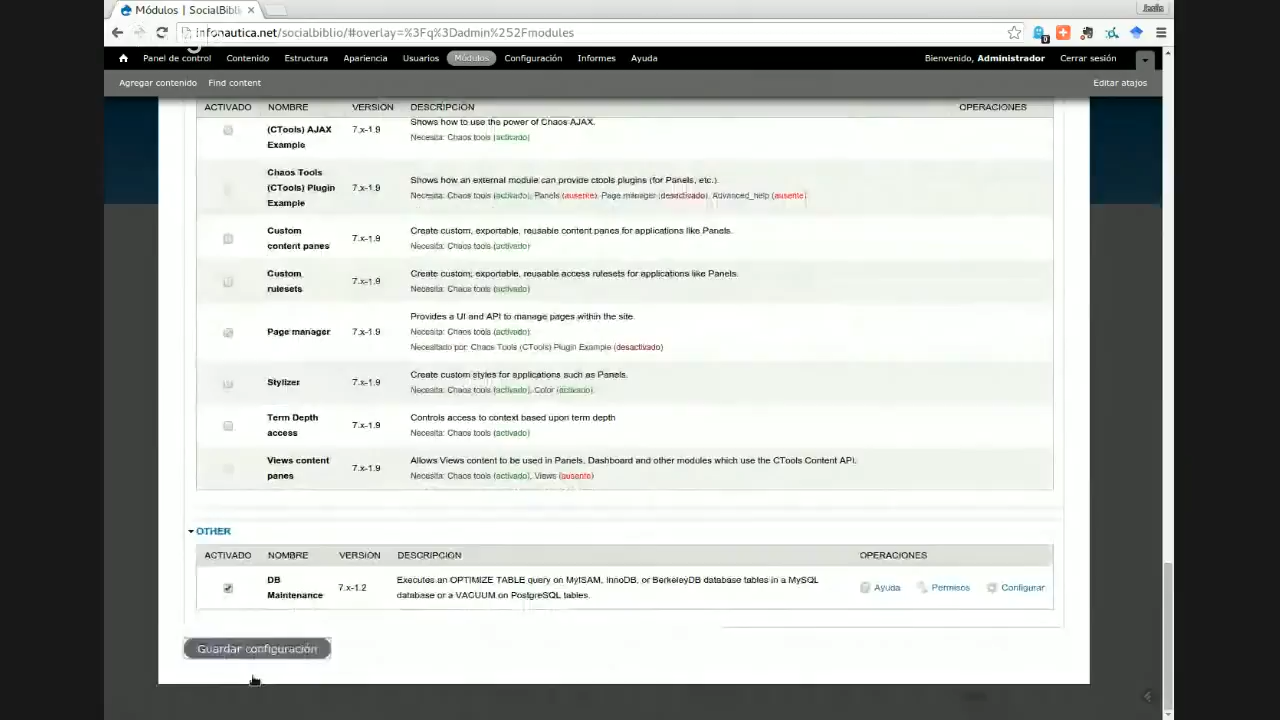 Módulos | SocialBibli
infonautica.net/socialbiblio/#overlay=%3Fq%3Dadmin%252Fmodules
Panel de control Contenido Estructura Apariencia Usuarios Módulos Configuración Informes Ayuda Bienvenido, Administrador Cerrar sesión
Agregar contenido Find content Editar atajos
ACTIVADO NOMBRE VERSIÓN DESCRIPCIÓN OPERACIONES
(CTools) AJAX Example 7.x-1.9 Shows how to use the power of Chaos AJAX.
Necesita: Chaos tools (activado)
Chaos Tools (CTools) Plugin Example 7.x-1.9 Shows how an external module can provide ctools plugins (for Panels, etc.).
Necesita: Chaos tools (activado), Panels (ausente), Page manager (desactivado), Advanced_help (ausente)
Custom content panes 7.x-1.9 Create custom, exportable, reusable content panes for applications like Panels.
Necesita: Chaos tools (activado)
Custom rulesets 7.x-1.9 Create custom, exportable, reusable access rulesets for applications like Panels.
Necesita: Chaos tools (activado)
Page manager 7.x-1.9 Provides a UI and API to manage pages within the site.
Necesita: Chaos tools (activado)
Necesitado por: Chaos Tools (CTools) Plugin Example (desactivado)
Stylizer 7.x-1.9 Create custom styles for applications such as Panels.
Necesita: Chaos tools (activado), Color (activado)
Term Depth access 7.x-1.9 Controls access to context based upon term depth
Necesita: Chaos tools (activado)
Views content panes 7.x-1.9 Allows Views content to be used in Panels, Dashboard and other modules which use the CTools Content API.
Necesita: Chaos tools (activado), Views (ausente)
OTHER
ACTIVADO NOMBRE VERSIÓN DESCRIPCIÓN OPERACIONES
DB Maintenance 7.x-1.2 Executes an OPTIMIZE TABLE query on MyISAM, InnoDB, or BerkeleyDB database tables in a MySQL
database or a VACUUM on PostgreSQL tables. Ayuda Permisos Configurar
Guardar configuración